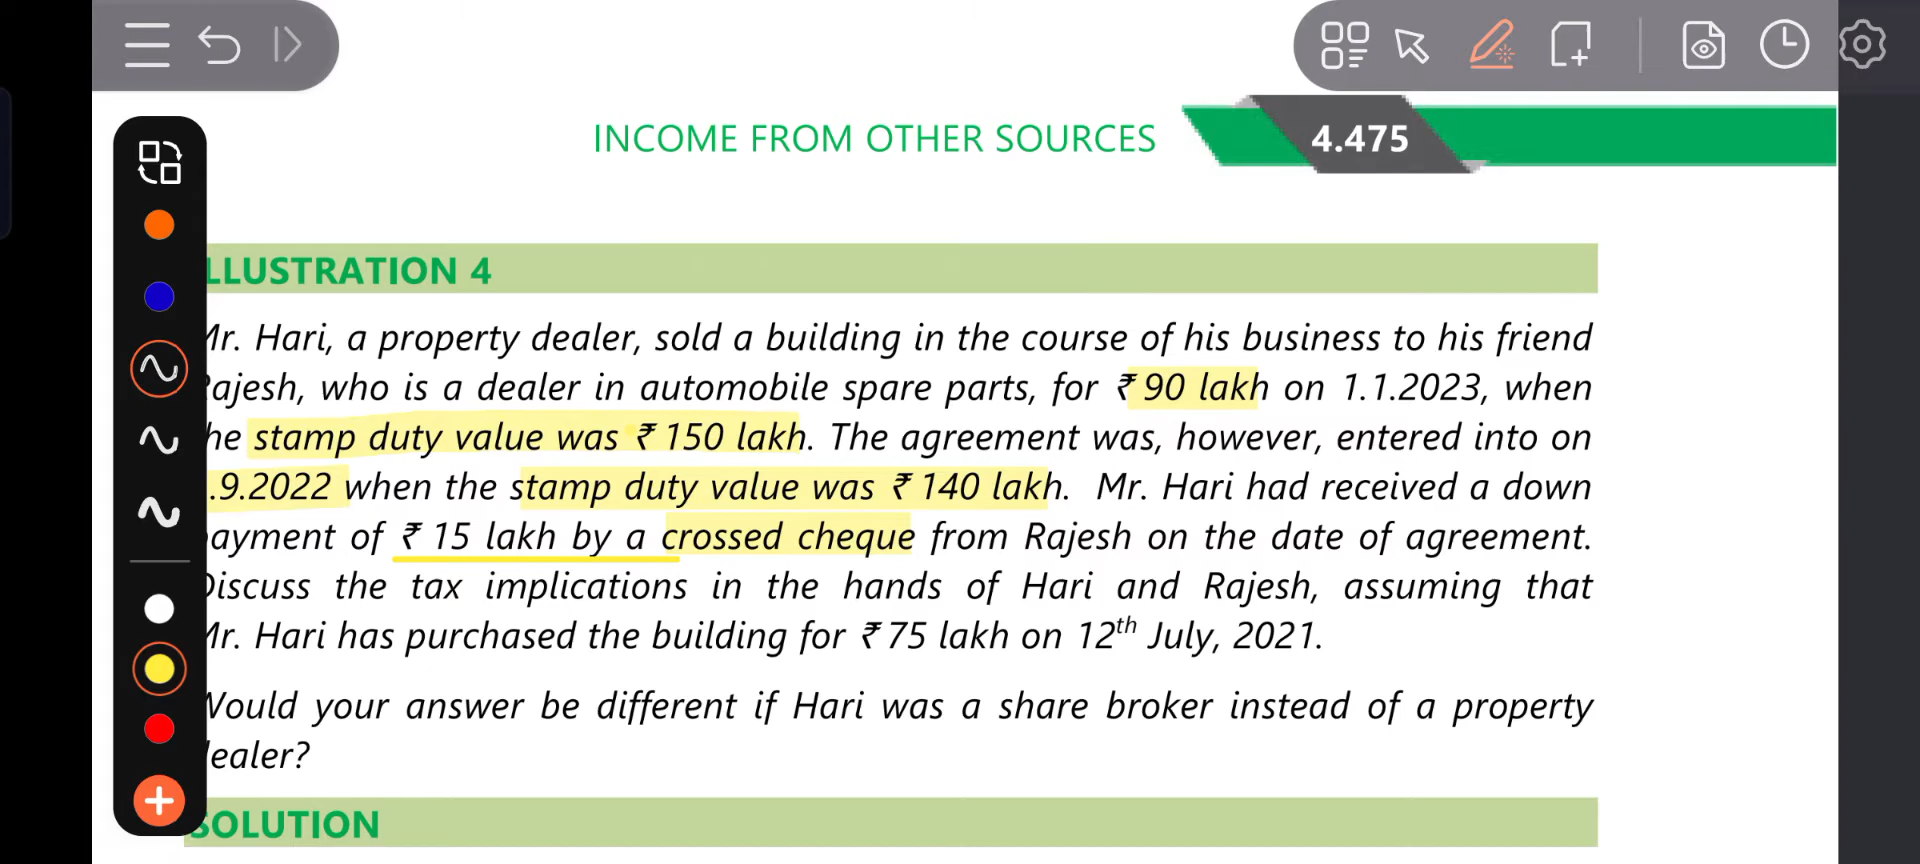 INCOME FROM OTHER SOURCES 4.475
LLUSTRATION 4
Mr. Hari, a property dealer, sold a building in the course of his business to his friend
ajesh, who is a dealer in automobile spare parts, for ₹ 90 lakh on 1.1.2023, when
he stamp duty value was ₹ 150 lakh. The agreement was, however, entered into on
.9.2022 when the stamp duty value was ₹ 140 lakh. Mr. Hari had received a down
ayment of ₹ 15 lakh by a crossed cheque from Rajesh on the date of agreement.
Discuss the tax implications in the hands of Hari and Rajesh, assuming that
Mr. Hari has purchased the building for ₹ 75 lakh on 12th July, 2021.
Would your answer be different if Hari was a share broker instead of a property
ealer?
SOLUTION